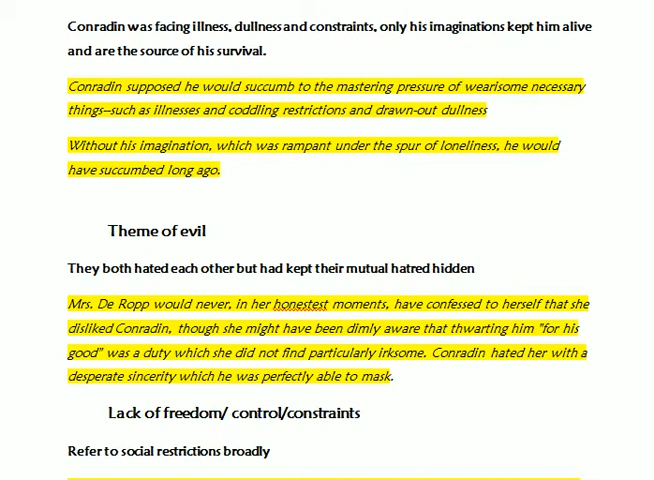 Conradin was facing illness, dullness and constraints, only his imaginations kept him alive
and are the source of his survival.
Conradin supposed he would succumb to the mastering pressure of wearisome necessary
things--such as illnesses and coddling restrictions and drawn-out dullness
Without his imagination, which was rampant under the spur of loneliness, he would
have succumbed long ago.
Theme of evil
They both hated each other but had kept their mutual hatred hidden
Mrs. De Ropp would never, in her honestest moments, have confessed to herself that she
disliked Conradin, though she might have been dimly aware that thwarting him "for his
good" was a duty which she did not find particularly irksome. Conradin hated her with a
desperate sincerity which he was perfectly able to mask.
Lack of freedom/ control/constraints
Refer to social restrictions broadly